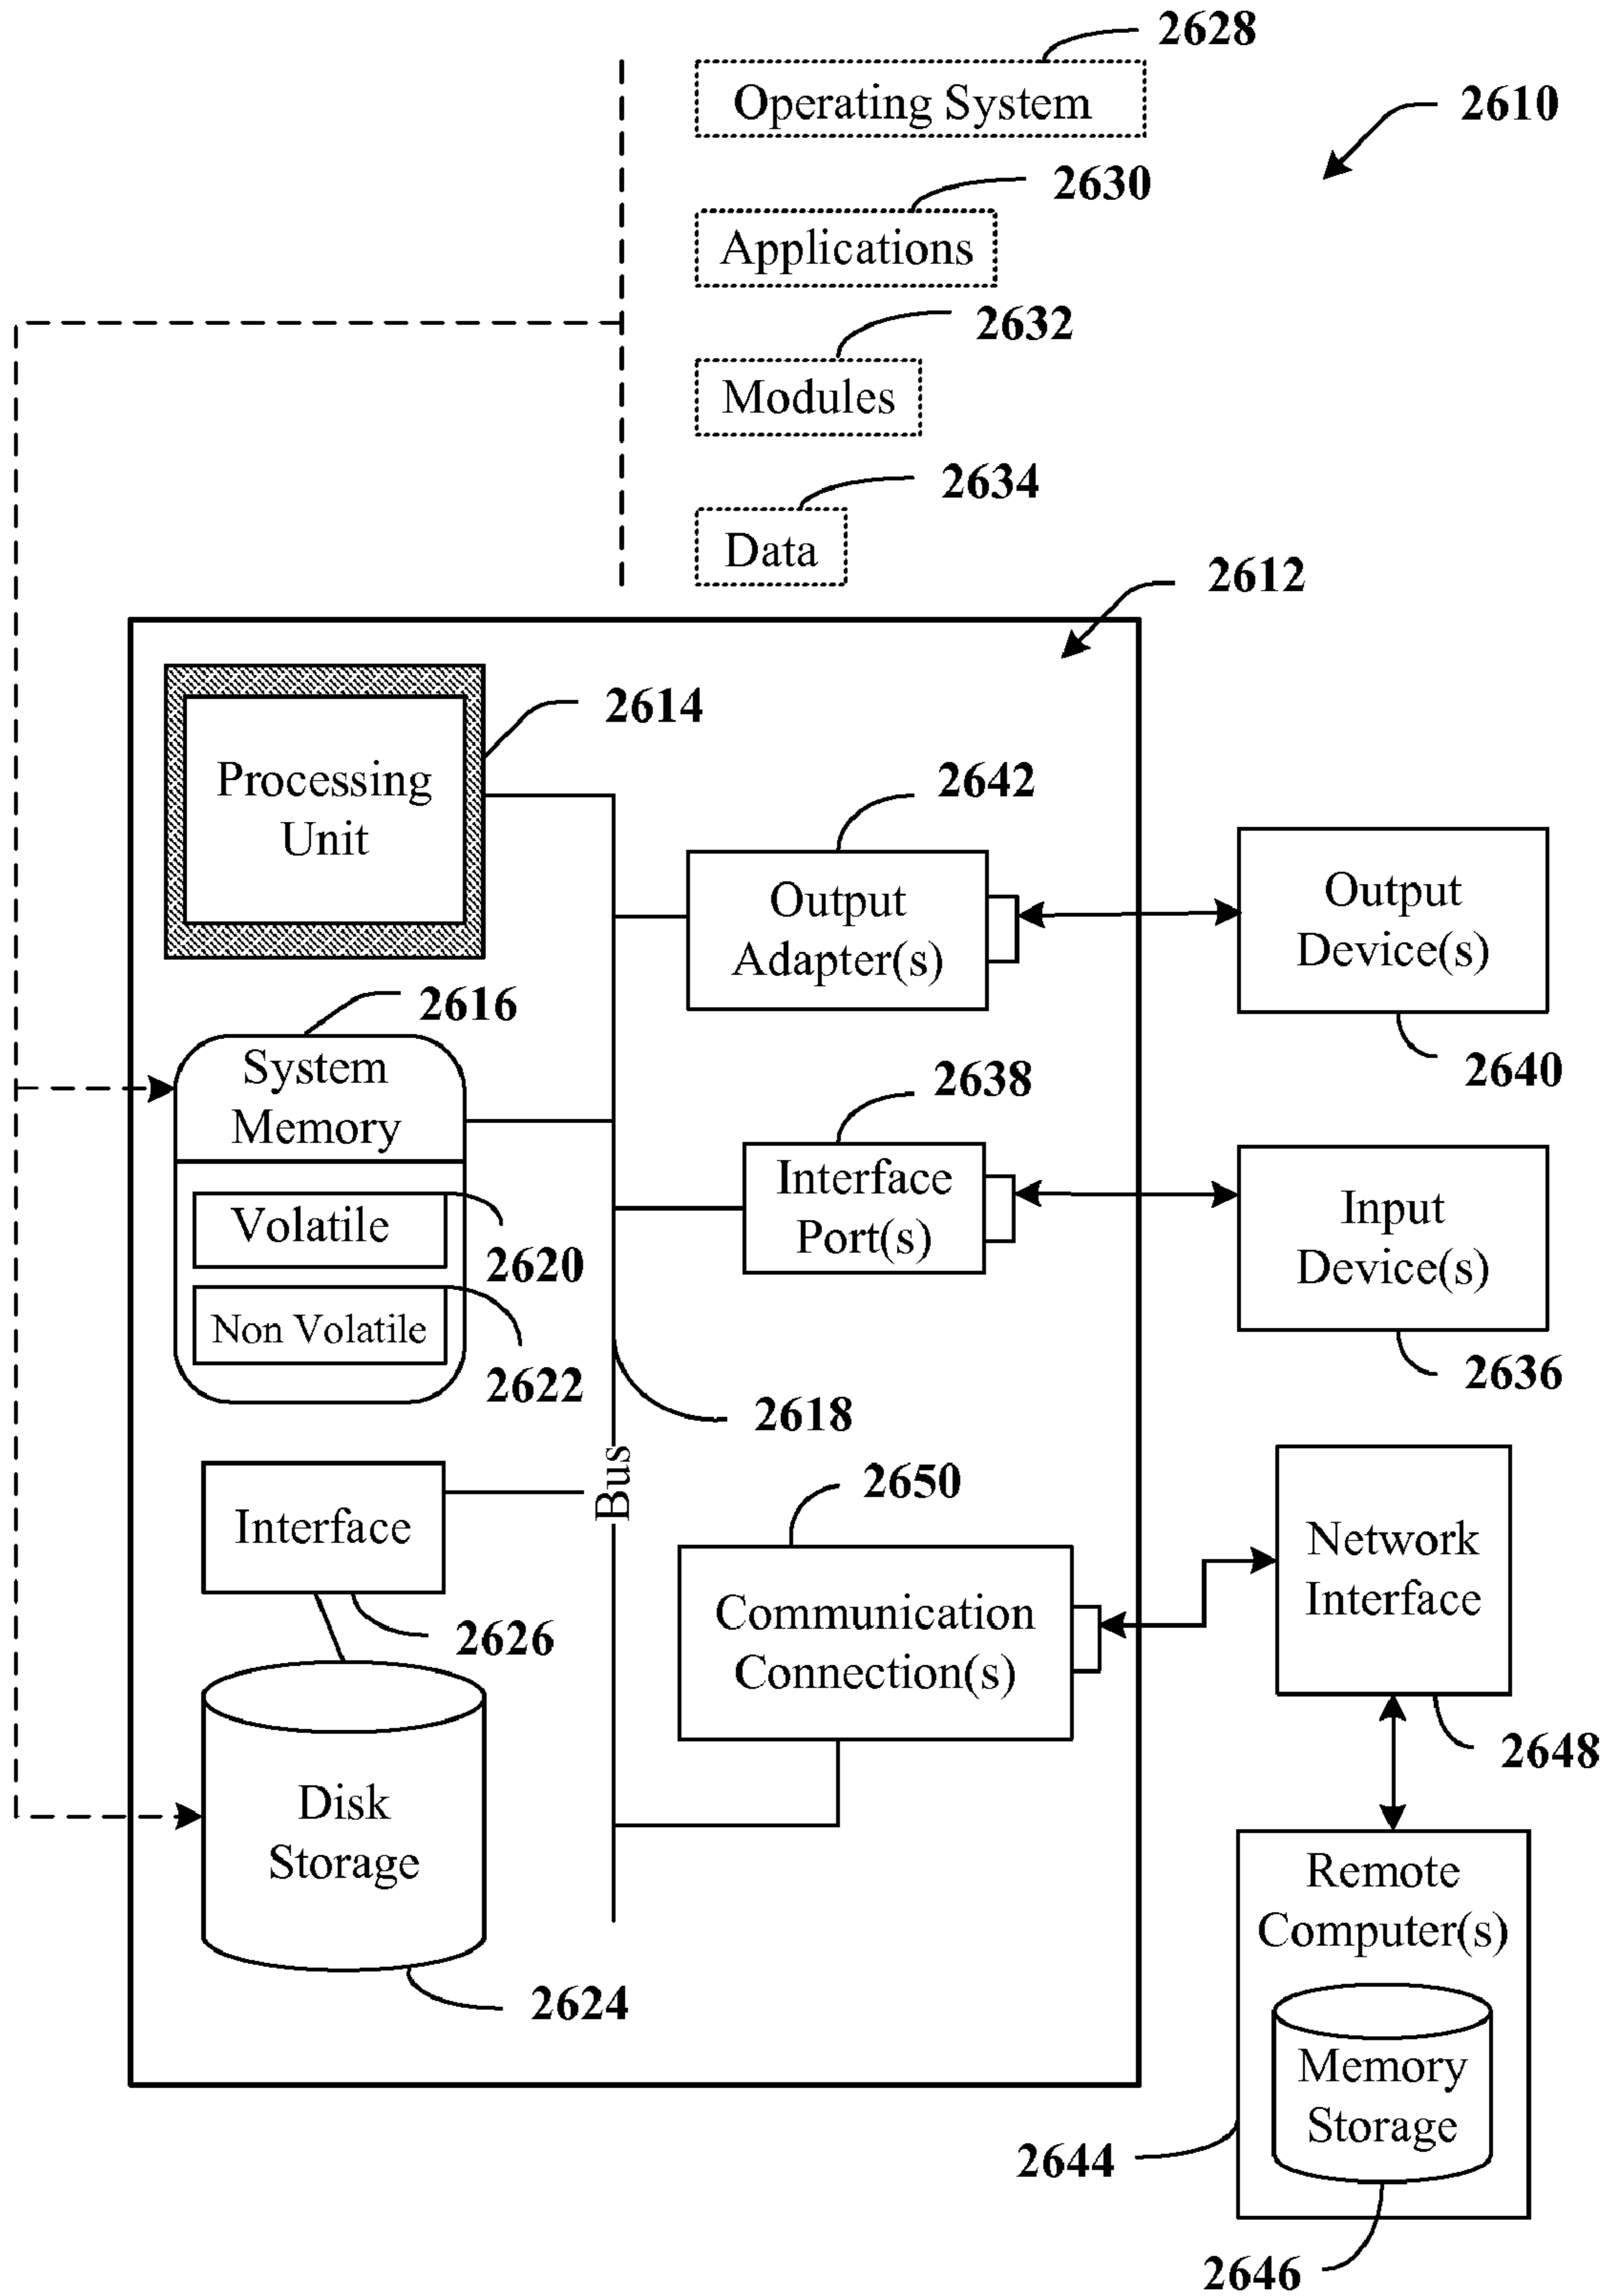 2628
Operating System
2610
2630
Applications
2632
Modules
2634
Data
2612
2614
Processing
Unit
2642
Output
Adapter(s)
Output
Device(s)
2640
2616
System
Memory
2638
Interface
Port(s)
Input
Device(s)
2636
Volatile
2620
Non Volatile
2622
2618
Bus
2650
Interface
2626
Communication
Connection(s)
Network
Interface
2648
Disk
Storage
2624
Remote
Computer(s)
Memory
Storage
2644
2646